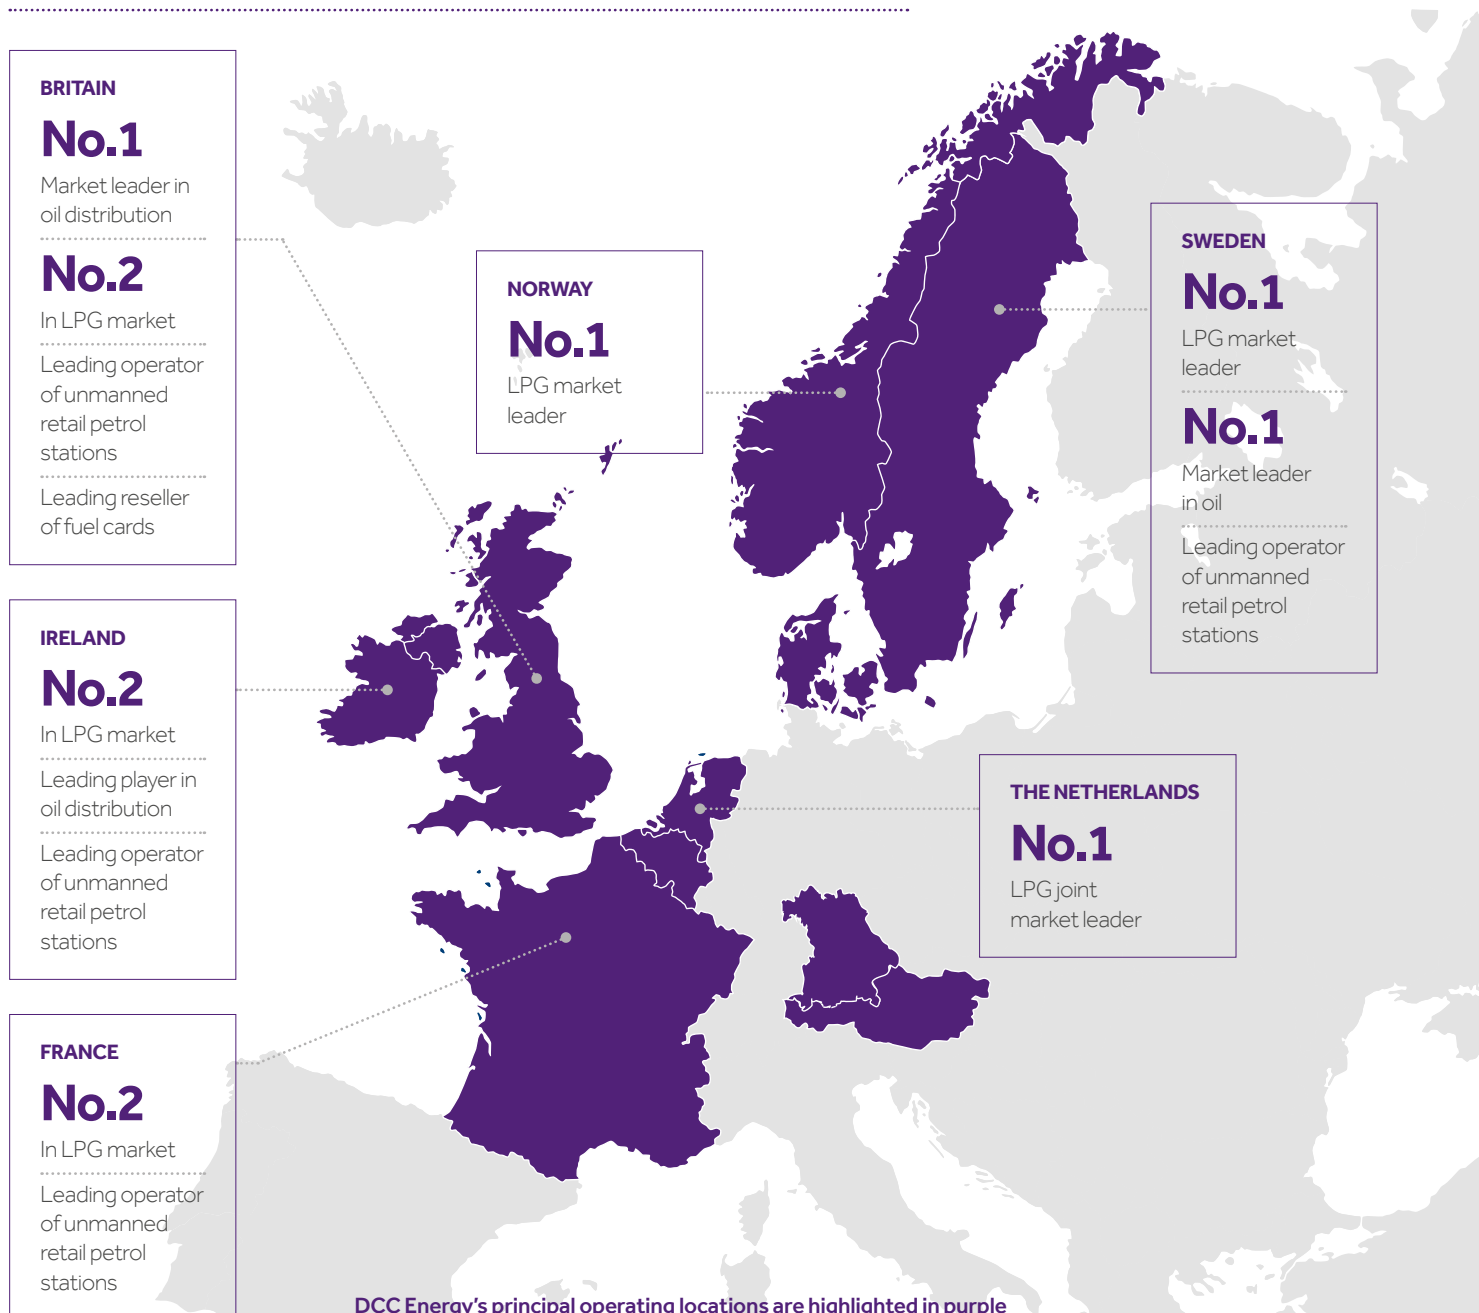 BRITAIN
No.1
Market leader in
oil distribution
No.2
In LPG market
Leading operator
of unmanned
retail petrol
stations
Leading reseller
of fuel cards
IRELAND
No.2
In LPG market
Leading player in
oil distribution
Leading operator
of unmanned
retail petrol
stations
FRANCE
No.2
In LPG market
Leading operator
of unmanned
retail petrol
stations
NORWAY
No.1
LPG market
leader
SWEDEN
No.1
LPG market
leader
No.1
Market leader
in oil
Leading operator
of unmanned
retail petrol
stations
THE NETHERLANDS
No.1
LPG joint
market leader
DCC Energy's principal operating locations are highlighted in purple